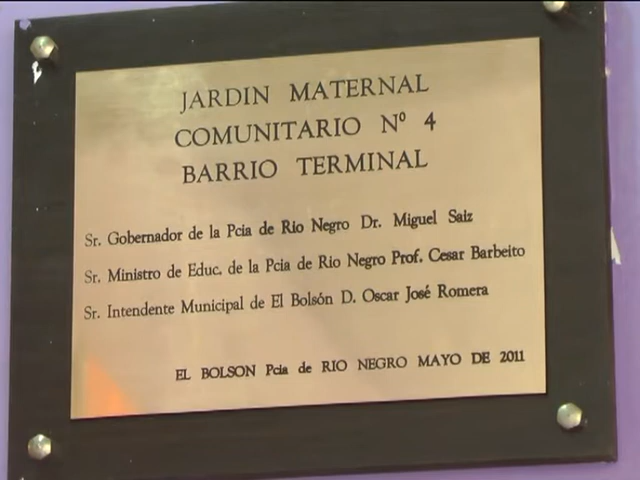 JARDIN MATERNAL
COMUNITARIO Nº 4
BARRIO TERMINAL
Sr. Gobernador de la Pcia de Rio Negro Dr. Miguel Saiz
Sr. Ministro de Educ. de la Pcia de Rio Negro Prof. Cesar Barbeito
Sr. Intendente Municipal de El Bolsón D. Oscar José Romera
EL BOLSON Pcia de RIO NEGRO MAYO DE 2011